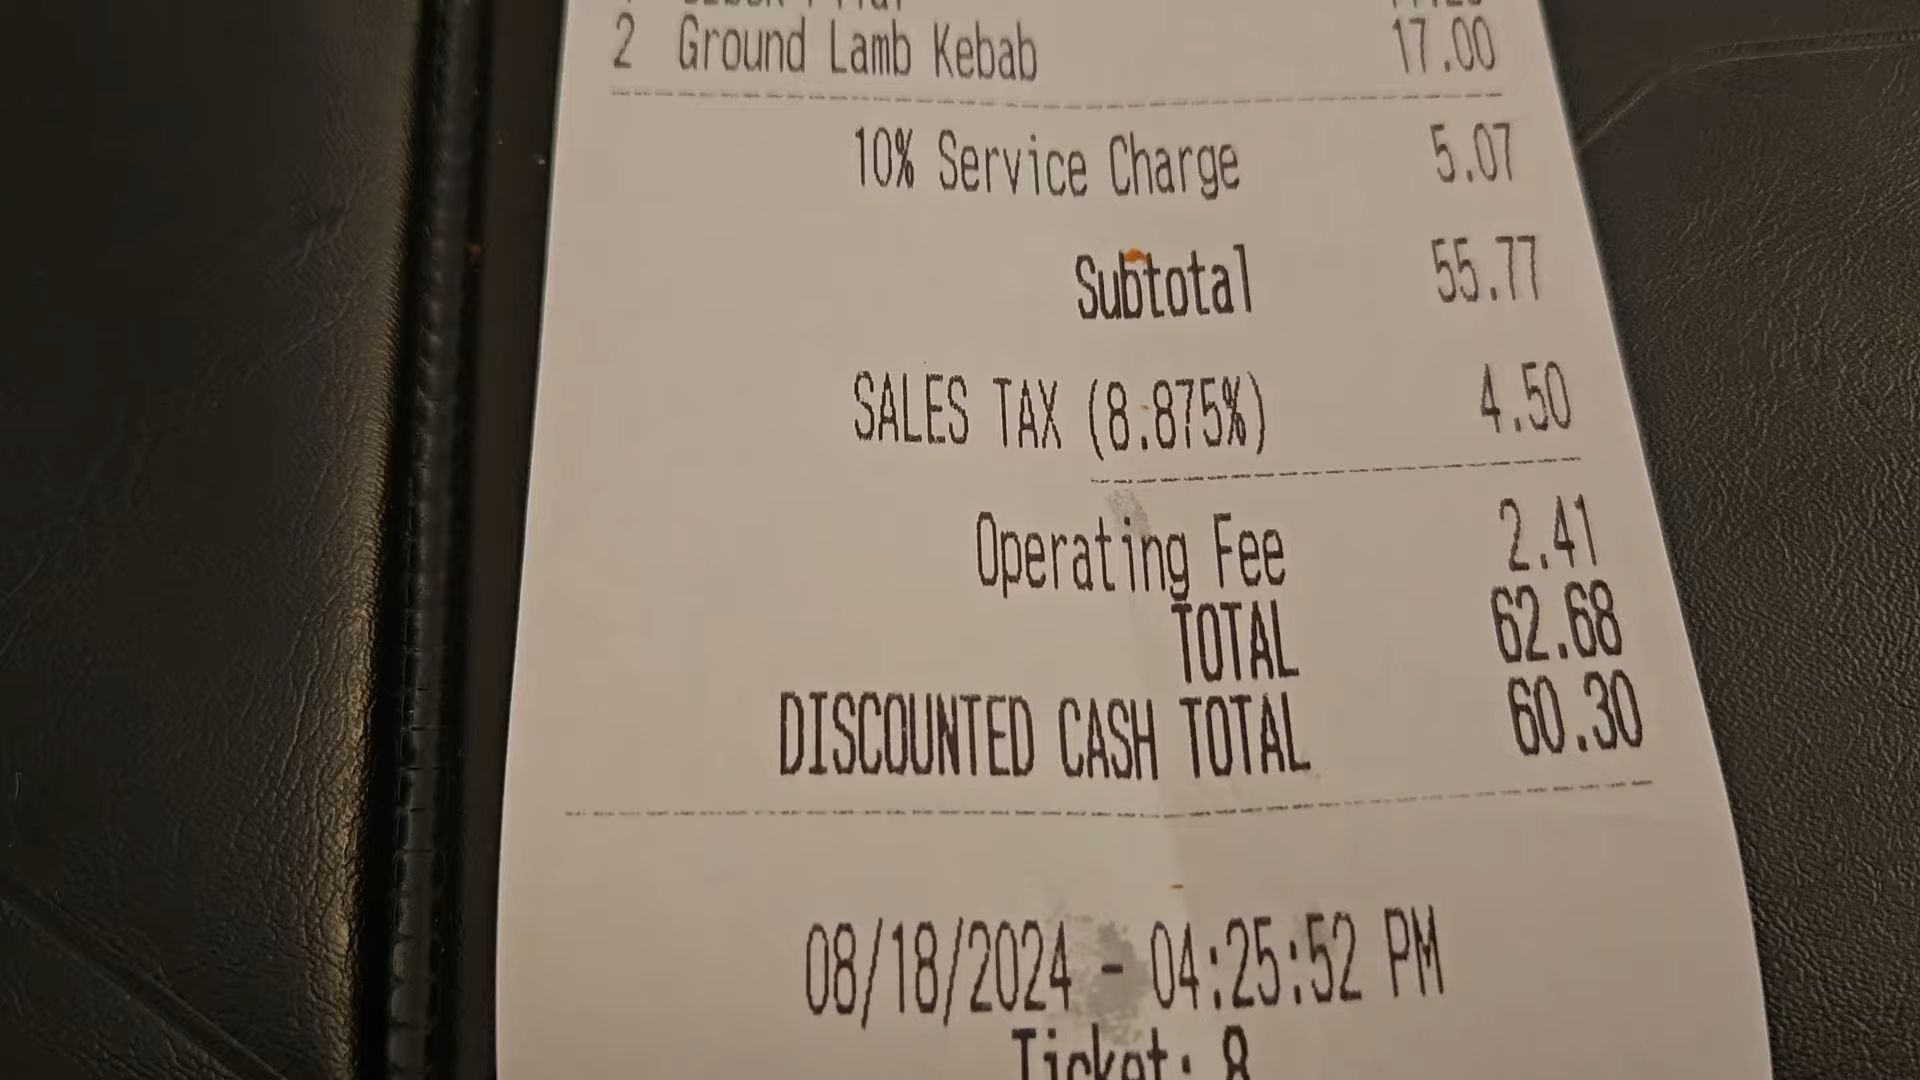 2 Ground Lamb Kebab 17.00
10% Service Charge 5.07
Subtotal 55.77
SALES TAX (8.875%) 4.50
Operating Fee 2.41
TOTAL 62.68
DISCOUNTED CASH TOTAL 60.30
08/18/2024 - 04:25:52 PM
Ticket: 8